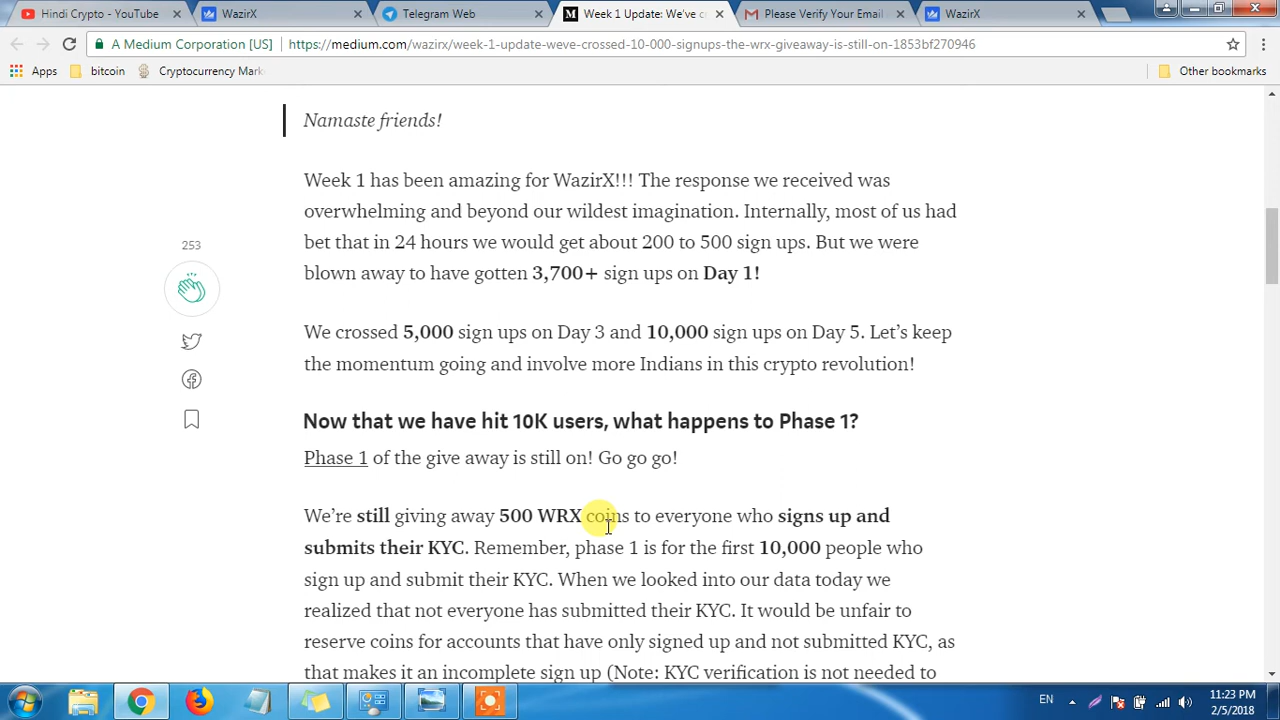 Hindi Crypto - YouTube
WazirX
Telegram Web
Week 1 Update: We've c
Please Verify Your Email
WazirX
A Medium Corporation [US]
https://medium.com/wazirx/week-1-update-weve-crossed-10-000-signups-the-wrx-giveaway-is-still-on-1853bf270946
Apps
bitcoin
Cryptocurrency Mark
Other bookmarks
Namaste friends!
Week 1 has been amazing for WazirX!!! The response we received was
overwhelming and beyond our wildest imagination. Internally, most of us had
bet that in 24 hours we would get about 200 to 500 sign ups. But we were
blown away to have gotten 3,700+ sign ups on Day 1!
253
We crossed 5,000 sign ups on Day 3 and 10,000 sign ups on Day 5. Let's keep
the momentum going and involve more Indians in this crypto revolution!
Now that we have hit 10K users, what happens to Phase 1?
Phase 1 of the give away is still on! Go go go!
We're still giving away 500 WRX coins to everyone who signs up and
submits their KYC. Remember, phase 1 is for the first 10,000 people who
sign up and submit their KYC. When we looked into our data today we
realized that not everyone has submitted their KYC. It would be unfair to
reserve coins for accounts that have only signed up and not submitted KYC, as
that makes it an incomplete sign up (Note: KYC verification is not needed to
EN
11:23 PM
2/5/2018